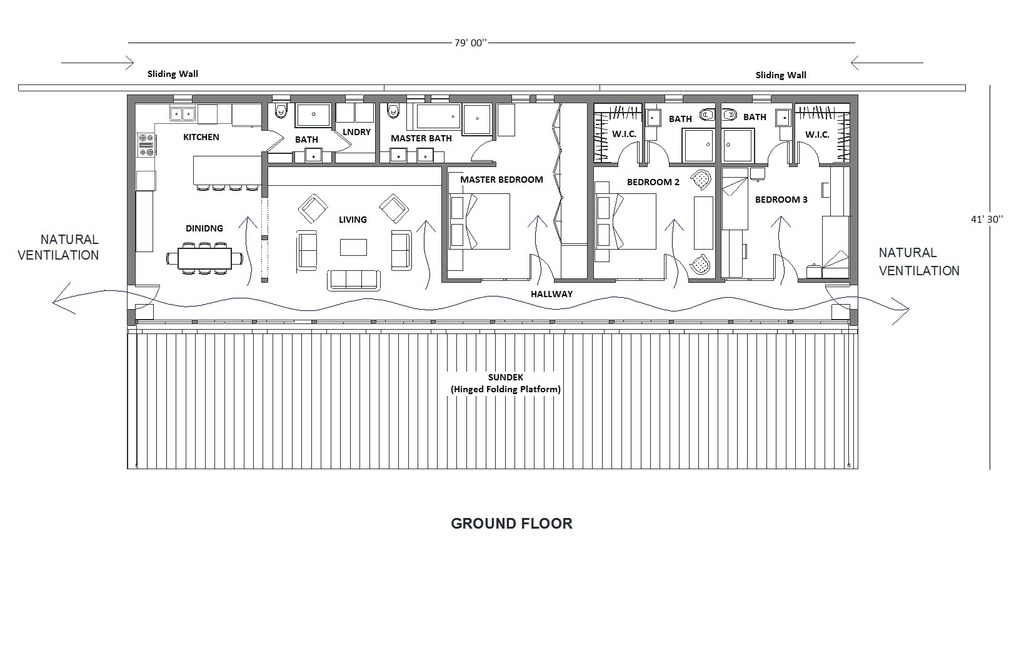 79' 00"
Sliding Wall
Sliding Wall
KITCHEN
BATH
LNDRY
MASTER BATH
W.I.C.
BATH
BATH
W.I.C.
MASTER BEDROOM
BEDROOM 2
BEDROOM 3
DINIDNG
LIVING
41' 30"
NATURAL
VENTILATION
NATURAL
VENTILATION
HALLWAY
SUNDEK
(Hinged Folding Platform)
GROUND FLOOR